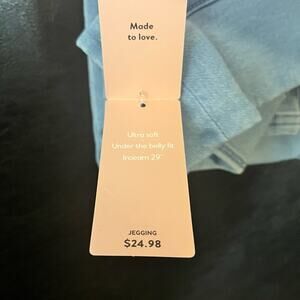 Made
to love.
Ultra soft
Under the belly fit
Inseam 29"
JEGGING
$24.98